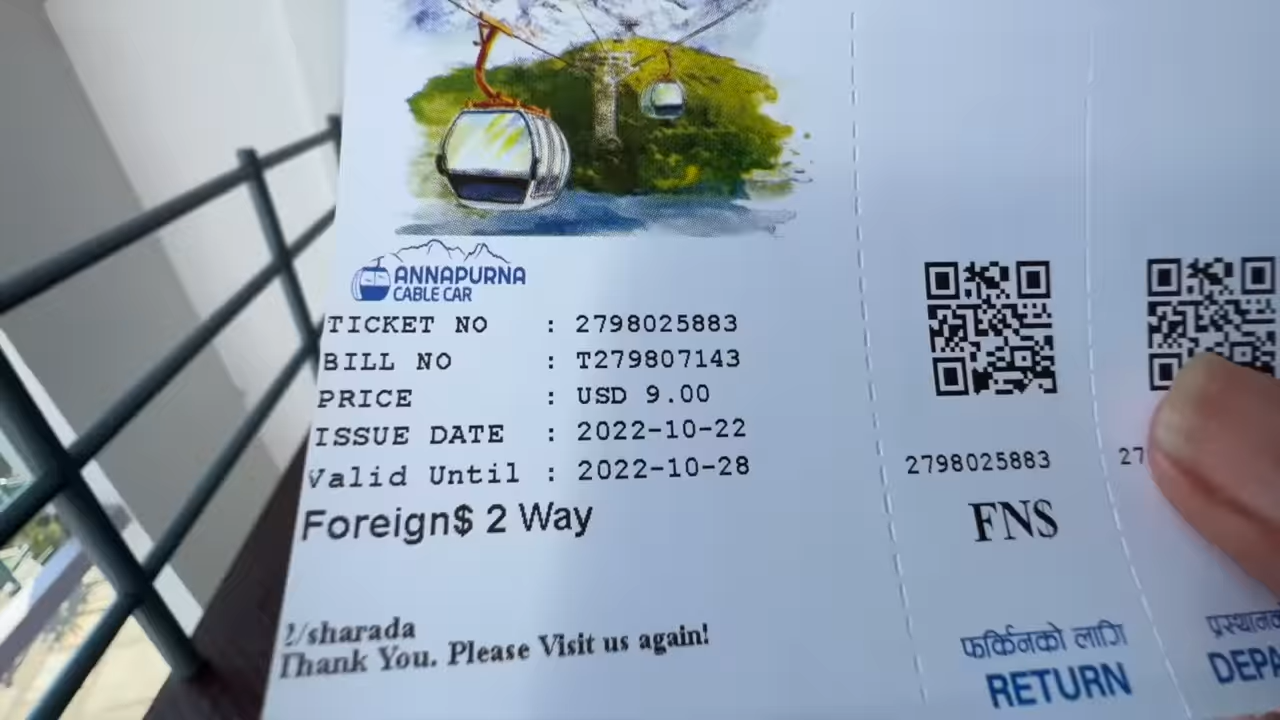 ANNAPURNA
CABLE CAR
TICKET NO : 2798025883
BILL NO : T279807143
PRICE : USD 9.00
ISSUE DATE : 2022-10-22
Valid Until : 2022-10-28
Foreign$ 2 Way
2/sharada
Thank You. Please Visit us again!
2798025883
FNS
फर्किनको लागि
RETURN
27